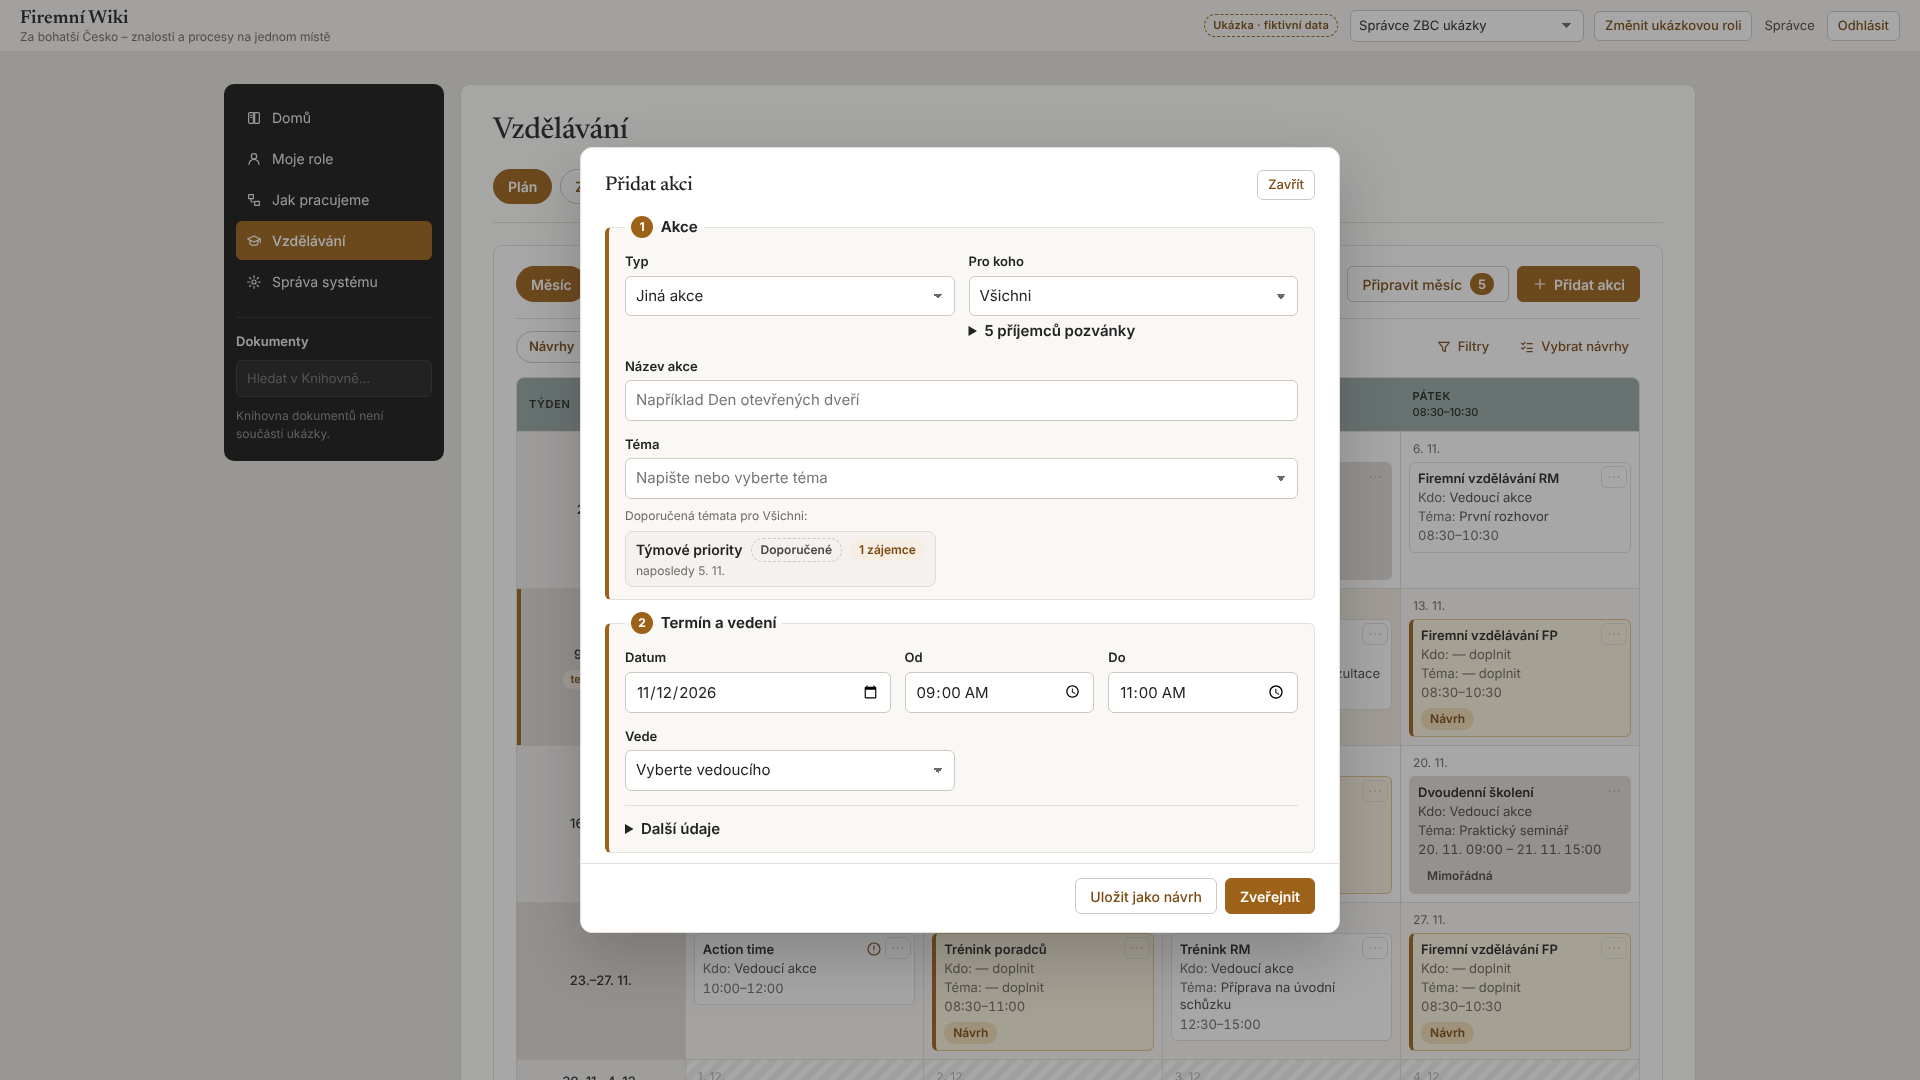 Firemní Wiki
Za bohatší Česko – znalosti a procesy na jednom místě
Ukázka · fiktivní data
Správce ZBC ukázky
Změnit ukázkovou roli
Správce
Odhlásit
Domů
Moje role
Jak pracujeme
Vzdělávání
Správa systému
Dokumenty
Hledat v Knihovně…
Knihovna dokumentů není
součástí ukázky.
Vzdělávání
Plán
Měsíc
Připravit měsíc 5
+ Přidat akci
Návrhy
Filtry
Vybrat návrhy
TÝDEN
PÁTEK
08:30–10:30
6. 11.
Firemní vzdělávání RM
Kdo: Vedoucí akce
Téma: První rozhovor
08:30–10:30
13. 11.
Firemní vzdělávání FP
Kdo: — doplnit
Téma: — doplnit
08:30–10:30
Návrh
20. 11.
Dvoudenní školení
Kdo: Vedoucí akce
Téma: Praktický seminář
20. 11. 09:00 – 21. 11. 15:00
Mimořádná
23.–27. 11.
Action time
Kdo: Vedoucí akce
10:00–12:00
Trénink poradců
Kdo: — doplnit
Téma: — doplnit
08:30–11:00
Návrh
Trénink RM
Kdo: Vedoucí akce
Téma: Příprava na úvodní
schůzku
12:30–15:00
27. 11.
Firemní vzdělávání FP
Kdo: — doplnit
Téma: — doplnit
08:30–10:30
Návrh
1. 12.
2. 12.
3. 12.
4. 12.
Přidat akci
Zavřít
1 Akce
Typ
Jiná akce
Pro koho
Všichni
5 příjemců pozvánky
Název akce
Například Den otevřených dveří
Téma
Napište nebo vyberte téma
Doporučená témata pro Všichni:
Týmové priority
Doporučené
1 zájemce
naposledy 5. 11.
2 Termín a vedení
Datum
11/12/2026
Od
09:00 AM
Do
11:00 AM
Vede
Vyberte vedoucího
Další údaje
Uložit jako návrh
Zveřejnit